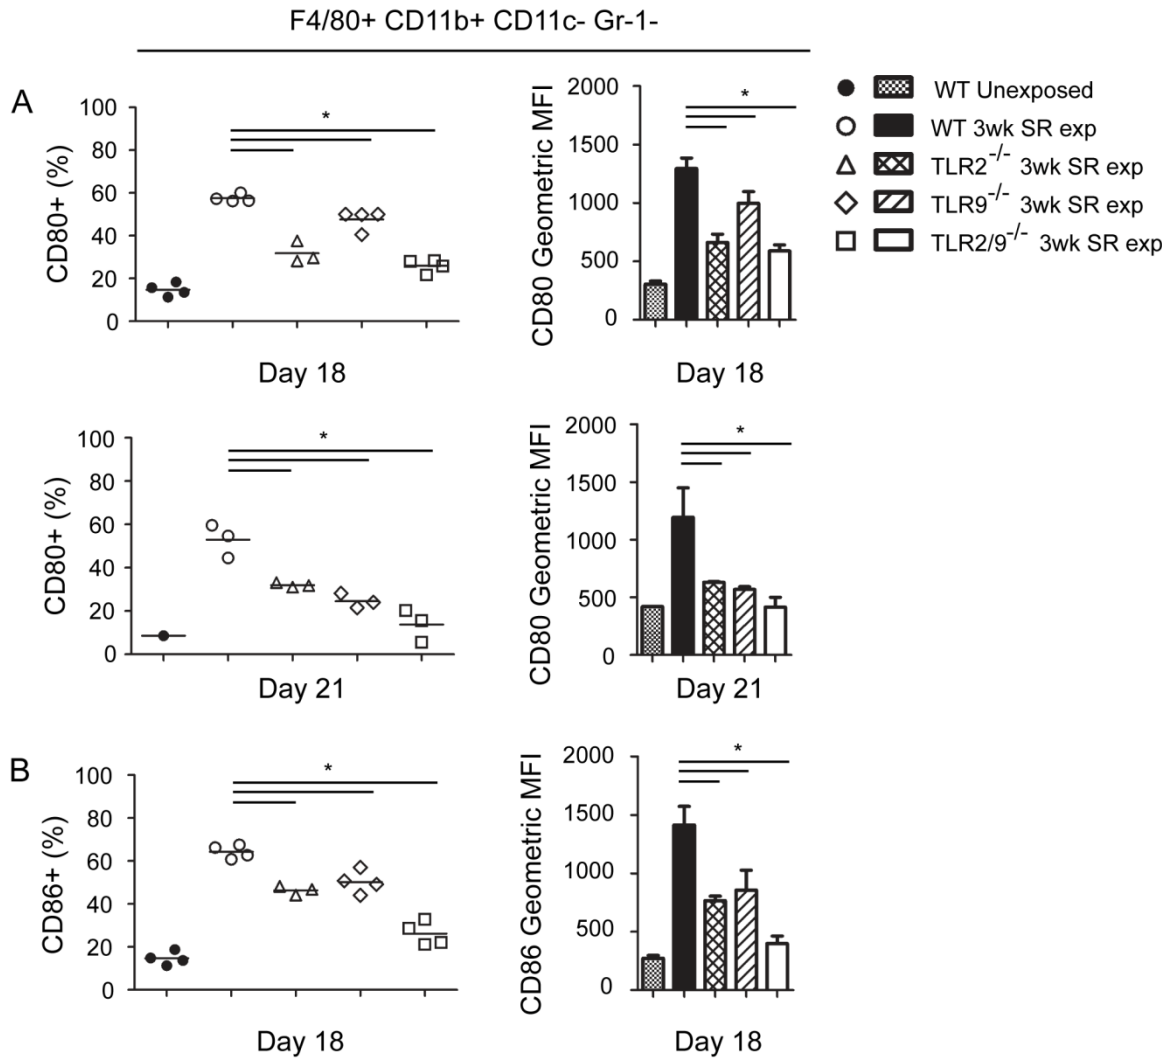 F4/80+ CD11b+ CD11c- Gr-1-
A
100
80
60
40
20
0
CD80+ (%)
*
Day 18
2000
1500
1000
500
0
CD80 Geometric MFI
*
Day 18
WT Unexposed
WT 3wk SR exp
TLR2-/- 3wk SR exp
TLR9-/- 3wk SR exp
TLR2/9-/- 3wk SR exp
100
80
60
40
20
0
CD80+ (%)
*
Day 21
2000
1500
1000
500
0
CD80 Geometric MFI
*
Day 21
B
100
80
60
40
20
0
CD86+ (%)
*
Day 18
2000
1500
1000
500
0
CD86 Geometric MFI
*
Day 18